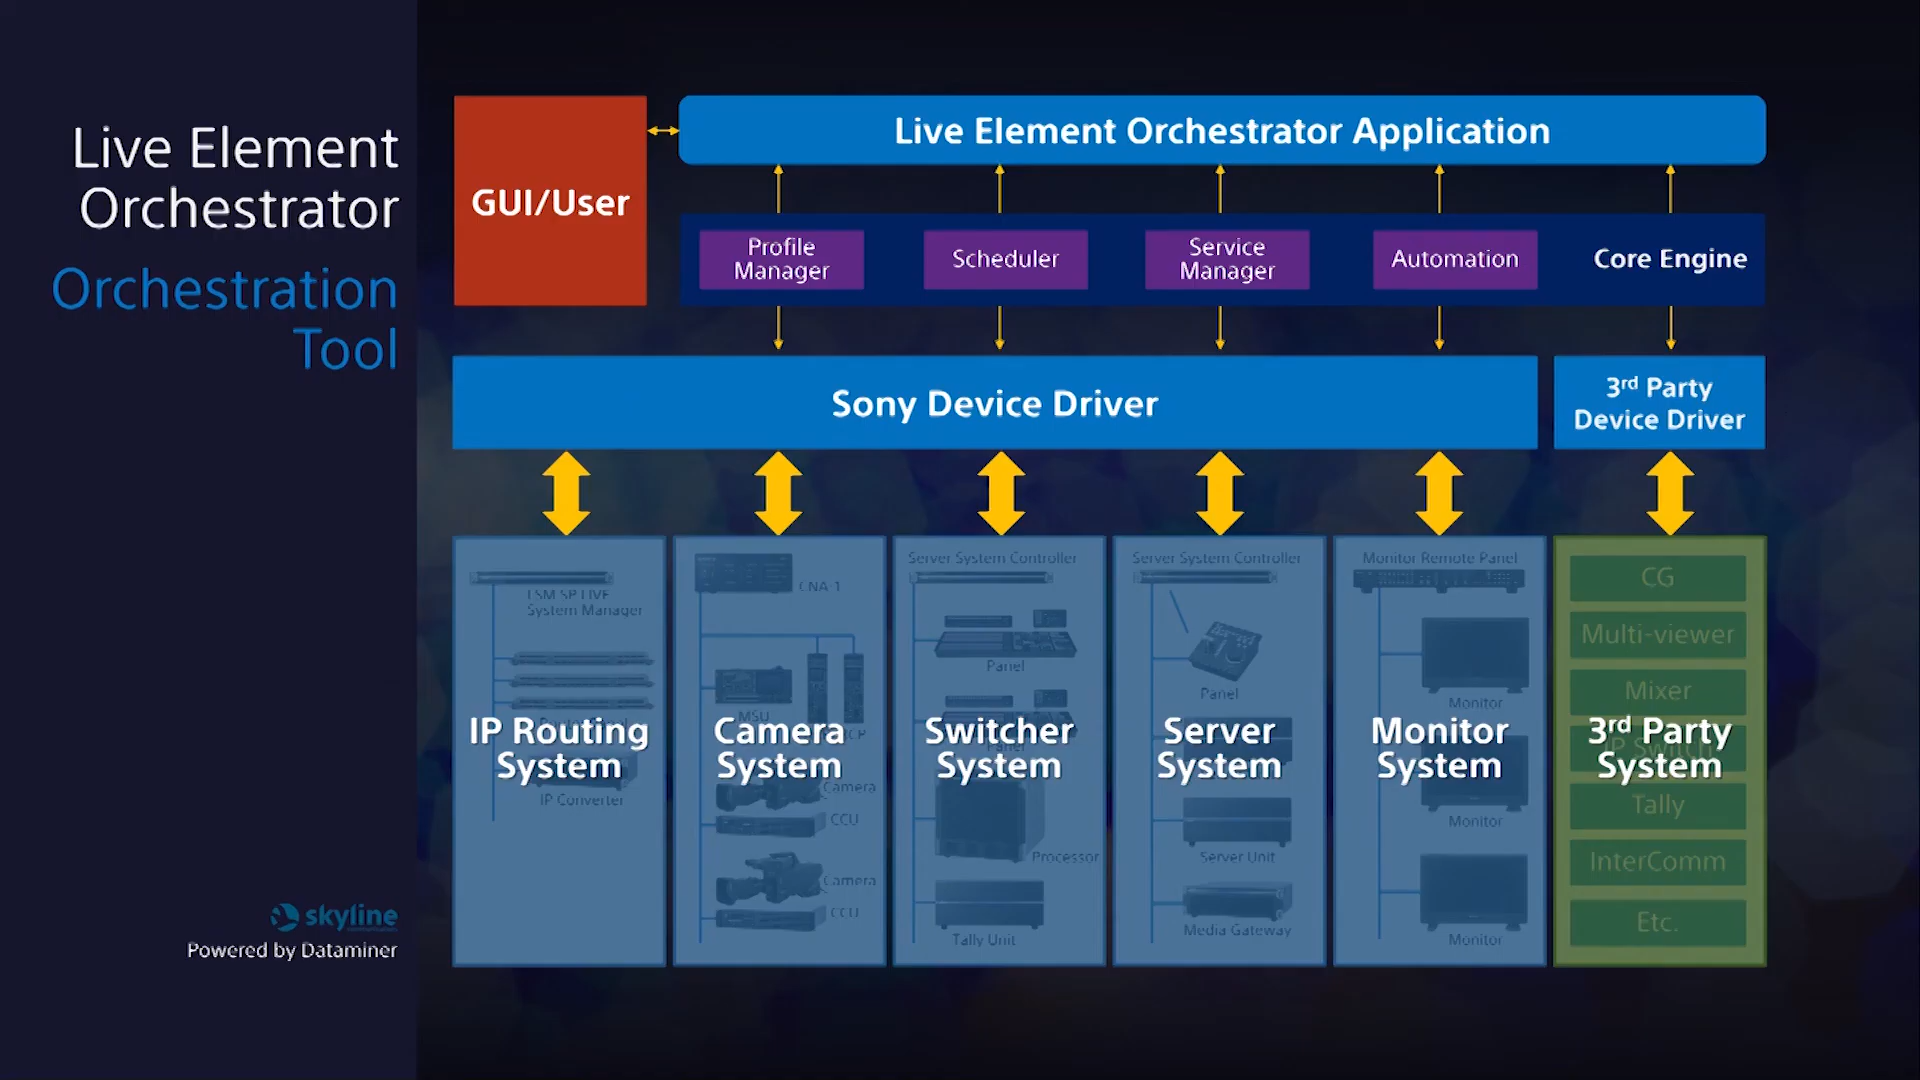 Live Element
Orchestrator
Orchestration
Tool
skyline
Powered by Dataminer
GUI/User
Live Element Orchestrator Application
Profile
Manager
Scheduler
Service
Manager
Automation
Core Engine
Sony Device Driver
3rd Party
Device Driver
LSM SP LIVE
System Manager
IP Routing
System
IP Converter
CNA-1
MSU
Camera
System
Camera
CCU
Camera
CCU
Server System Controller
Panel
Panel
Switcher
System
Processor
Tally Unit
Server System Controller
Panel
Server
System
Server Unit
Media Gateway
Monitor Remote Panel
Monitor
Monitor
System
Monitor
Monitor
CG
Multi-viewer
Mixer
IP Switch
3rd Party
System
Tally
InterComm
Etc.